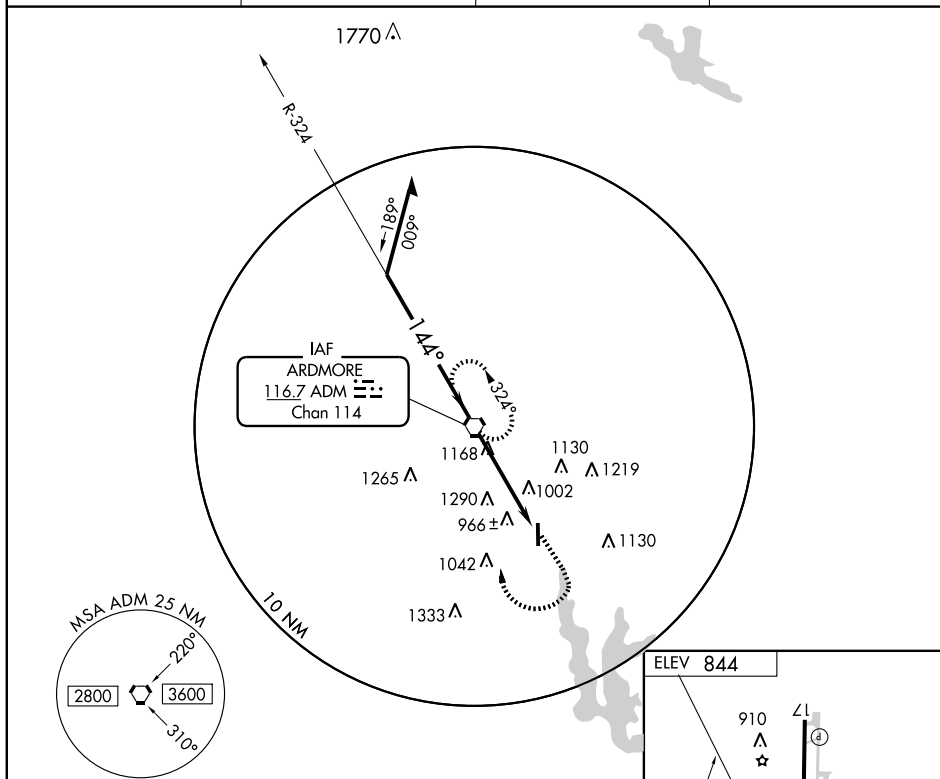 1770
R-324
189°
009°
144°
IAF
ARDMORE
116.7 ADM
Chan 114
324°
1168
1130
1265
1219
1290
1002
966±
1130
1042
10 NM
1333
MSA ADM 25 NM
220°
2800
3600
310°
ELEV 844
910
17
P